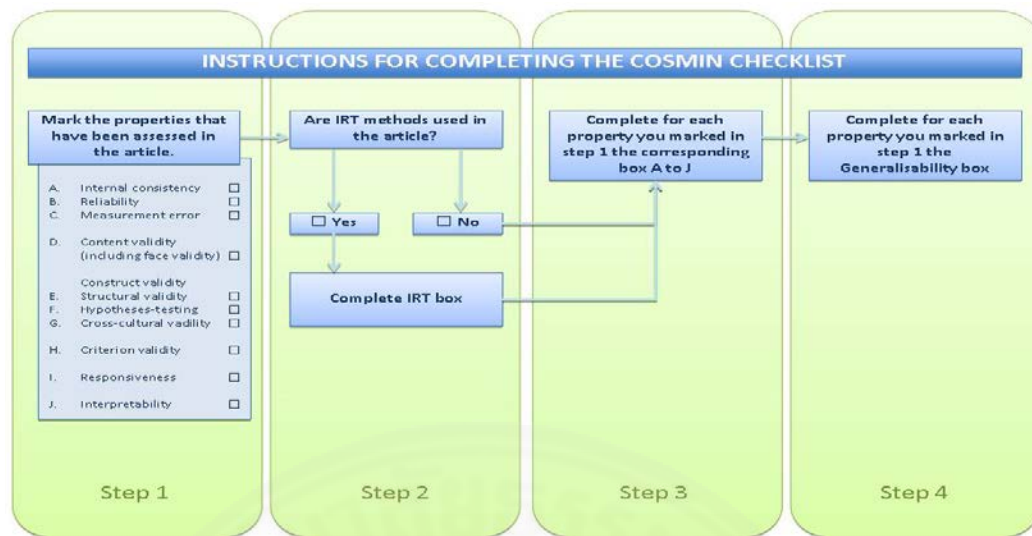 INSTRUCTIONS FOR COMPLETING THE COSMIN CHECKLIST
Mark the properties that
have been assessed in
the article.
A. Internal consistency ☐
B. Reliability ☐
C. Measurement error ☐
D. Content validity
(including face validity) ☐
Construct validity
E. Structural validity ☐
F. Hypotheses-testing ☐
G. Cross-cultural vadility ☐
H. Criterion validity ☐
I. Responsiveness ☐
J. Interpretability ☐
Step 1
Are IRT methods used in
the article?
☐ Yes
☐ No
Complete IRT box
Step 2
Complete for each
property you marked in
step 1 the corresponding
box A to J
Step 3
Complete for each
property you marked in
step 1 the
Generalisability box
Step 4